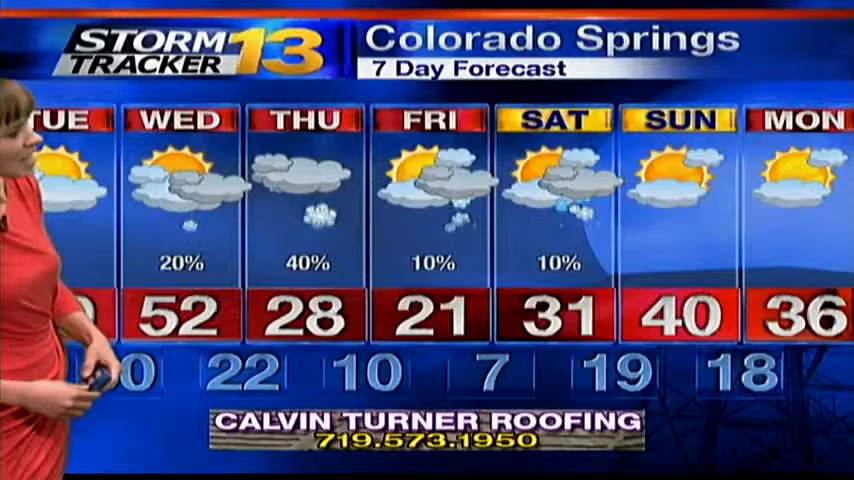 STORM 13 TRACKER
Colorado Springs
7 Day Forecast
TUE WED THU FRI SAT SUN MON
20% 40% 10% 10%
52 28 21 31 40 36
22 10 7 19 18
CALVIN TURNER ROOFING
719.573.1950